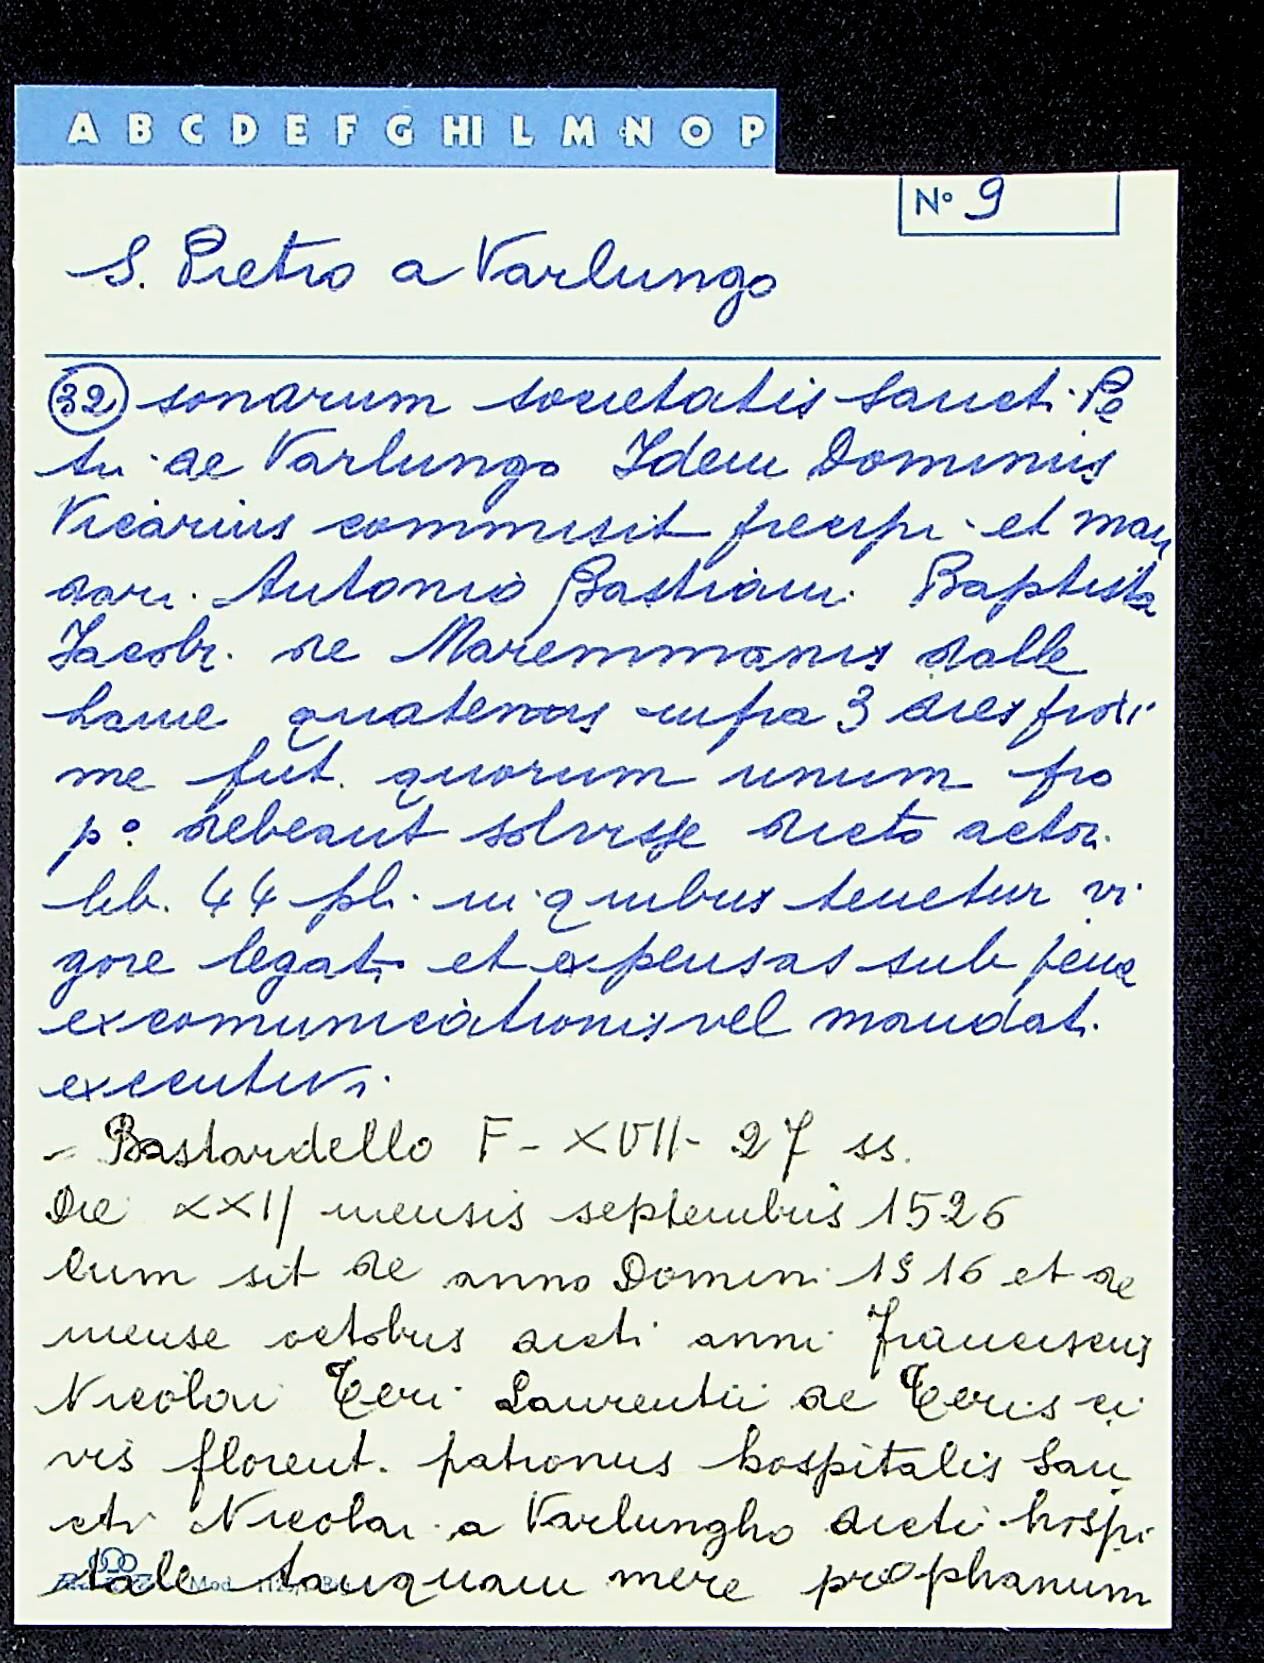 A B C D E F G HI L M N O P
N° 9
S. Pietro a Varlungo
32 sonarum societatis Sancti Pe
tri de Varlungo Idem Dominus
Vicarius commisit precipi et man
dari Antonio Bastiani Baptista
Jacobi de Maremmanis dalle
Lame quatenus infra 3 dies proxi
me fut. quorum unum pro
p° debeant solvisse dicto actori
lib. 44 pl. in quibus tenetur vi
gore legati et expensas sub pena
excomunicationis vel mandati
executivi.
- Bastardello F - XVII - 27 ss.
Die XXII mensis septembris 1526
Cum sit de anno Domini 1516 et de
mense octobris dicti anni Franciscus
Nicolai Ceri Laurentii de Ceris ci
vis florent. patronus hospitalis San
cti Nicolai a Varlungho dicti hospi
tale tanquam mere prophanum